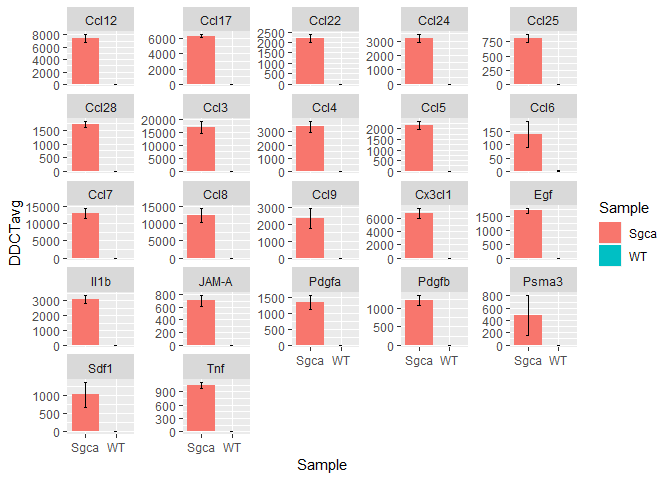 Ccl12 Ccl17 Ccl22 Ccl24 Ccl25
8000 6000 4000 2000 0
6000 4000 2000 0
2500 2000 1500 1000 500 0
3000 2000 1000 0
750 500 250 0
Ccl28 Ccl3 Ccl4 Ccl5 Ccl6
1500 1000 500 0
20000 15000 10000 5000 0
3000 2000 1000 0
2000 1500 1000 500 0
150 100 50 0
Ccl7 Ccl8 Ccl9 Cx3cl1 Egf
15000 10000 5000 0
15000 10000 5000 0
3000 2000 1000 0
6000 4000 2000 0
1500 1000 500 0
Il1b JAM-A Pdgfa Pdgfb Psma3
3000 2000 1000 0
800 600 400 200 0
1500 1000 500 0
1000 500 0
800 600 400 200 0
Sgca WT Sgca WT Sgca WT
Sdf1 Tnf
1000 500 0
900 600 300 0
Sgca WT Sgca WT
Sample
DDCTavg
Sample
Sgca
WT